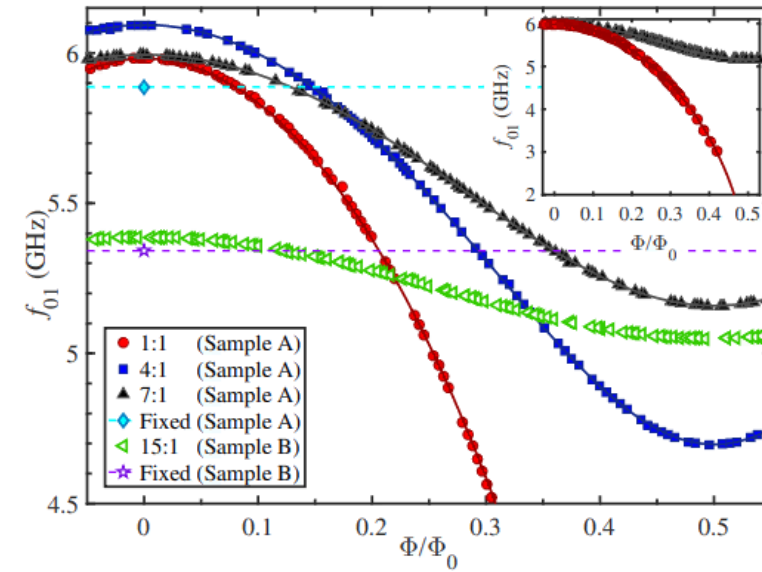 6
5.5
5
4.5
f01 (GHz)
0
0.1
0.2
0.3
0.4
0.5
Φ/Φ0
1:1 (Sample A)
4:1 (Sample A)
7:1 (Sample A)
Fixed (Sample A)
15:1 (Sample B)
Fixed (Sample B)
6
5
4
3
2
f01 (GHz)
0
0.1
0.2
0.3
0.4
0.5
Φ/Φ0